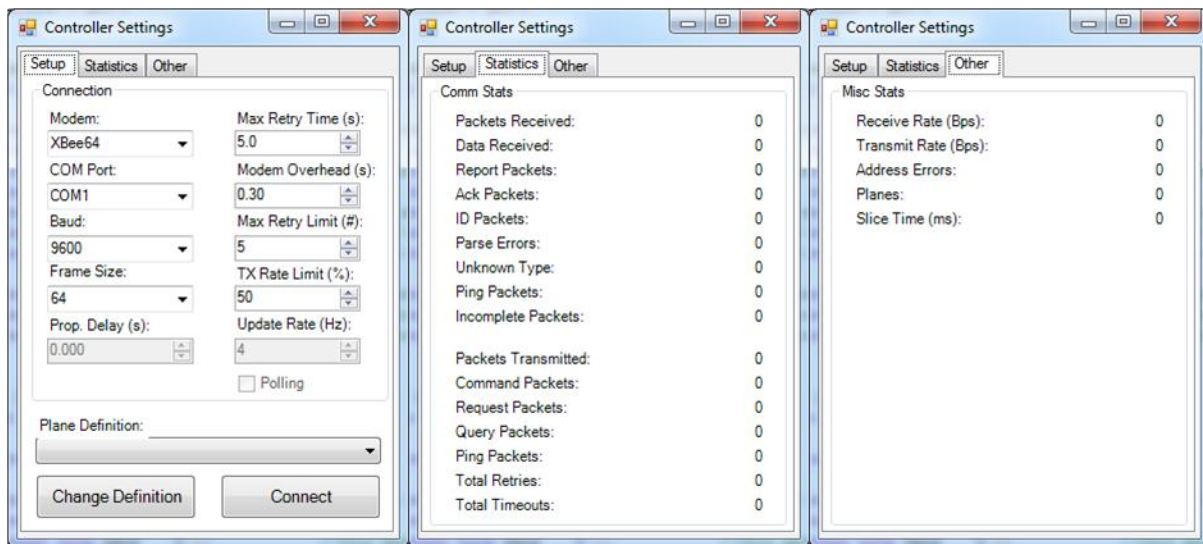 Controller Settings
Setup Statistics Other
Connection
Modem: Max Retry Time (s):
XBee64 5.0
COM Port: Modem Overhead (s):
COM1 0.30
Baud: Max Retry Limit (#):
9600 5
Frame Size: TX Rate Limit (%):
64 50
Prop. Delay (s): Update Rate (Hz):
0.000 4
Polling
Plane Definition:
Change Definition Connect
Controller Settings
Setup Statistics Other
Comm Stats
Packets Received: 0
Data Received: 0
Report Packets: 0
Ack Packets: 0
ID Packets: 0
Parse Errors: 0
Unknown Type: 0
Ping Packets: 0
Incomplete Packets: 0
Packets Transmitted: 0
Command Packets: 0
Request Packets: 0
Query Packets: 0
Ping Packets: 0
Total Retries: 0
Total Timeouts: 0
Controller Settings
Setup Statistics Other
Misc Stats
Receive Rate (Bps): 0
Transmit Rate (Bps): 0
Address Errors: 0
Planes: 0
Slice Time (ms): 0